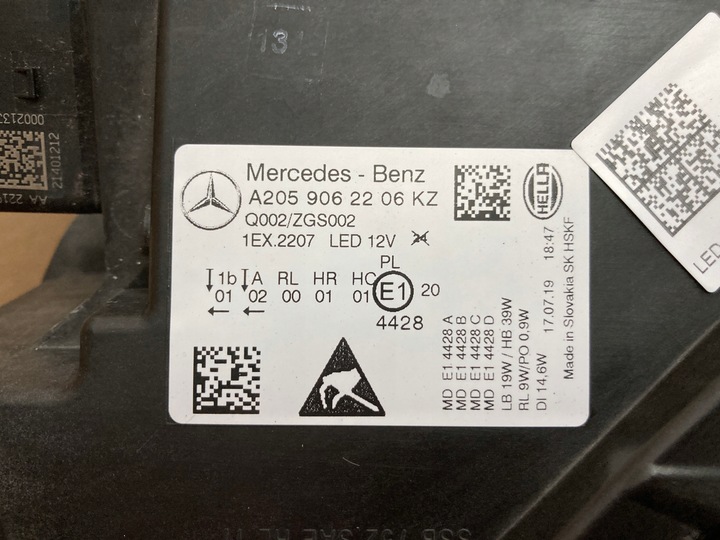 Mercedes - Benz
A205 906 22 06 KZ
Q002/ZGS002
1EX.2207 LED 12V 24
PL
1b A RL HR HC
01 02 00 01 01 E1 20
4428
HELLA
MD E1 4428 A
MD E1 4428 B
MD E1 4428 C
MD E1 4428 D
LB 19W / HB 39W
RL 9W/PO 0,9W
DI 14,6W
17.07.19 18:47
Made in Slovakia SK HSKF
21401212
LED